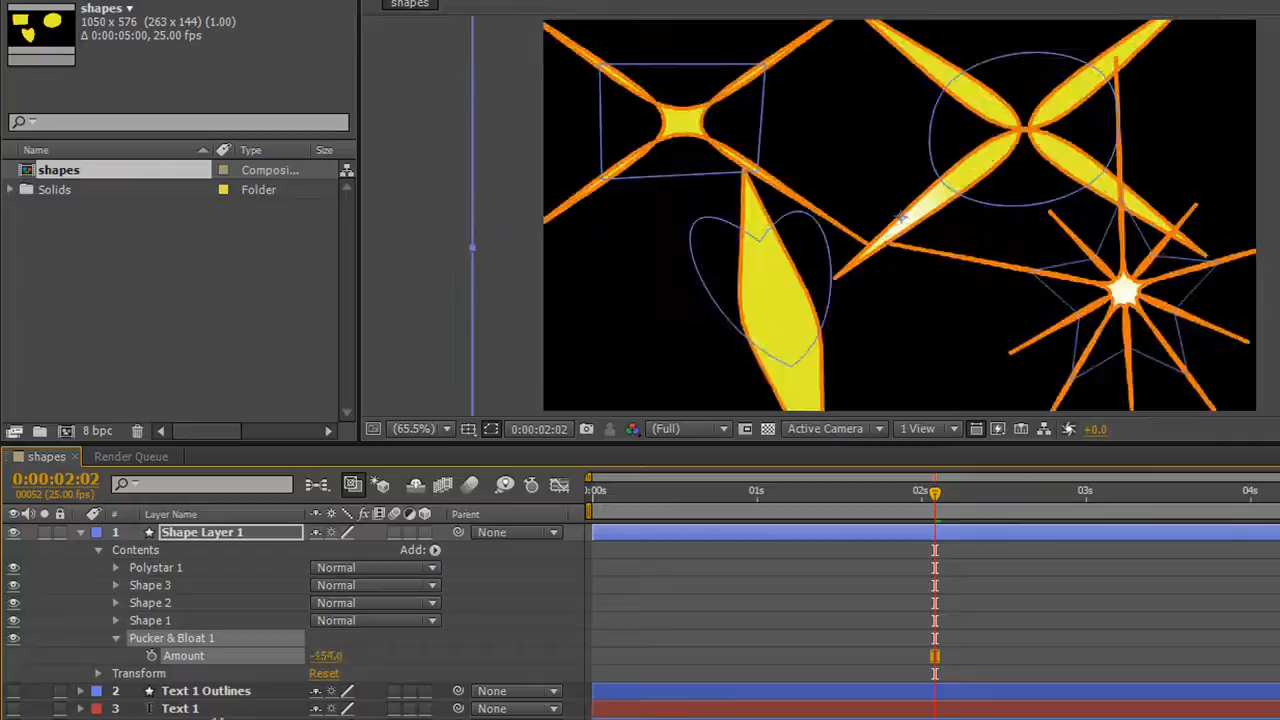 shapes
1050 x 576 (263 x 144) (1.00)
Δ 0:00:05:00, 25.00 fps
shapes
Name Type Size
shapes Composi...
Solids Folder
8 bpc
(65.5%) 0:00:02:02 (Full) Active Camera 1 View +0.0
shapes × Render Queue
0:00:02:02
00052 (25.00 fps)
:00s 01s 02s 03s 04s
# Layer Name fx Parent
1 Shape Layer 1 None
Contents Add:
Polystar 1 Normal
Shape 3 Normal
Shape 2 Normal
Shape 1 Normal
Pucker & Bloat 1
Amount
Transform Reset
2 Text 1 Outlines None
3 T Text 1 None